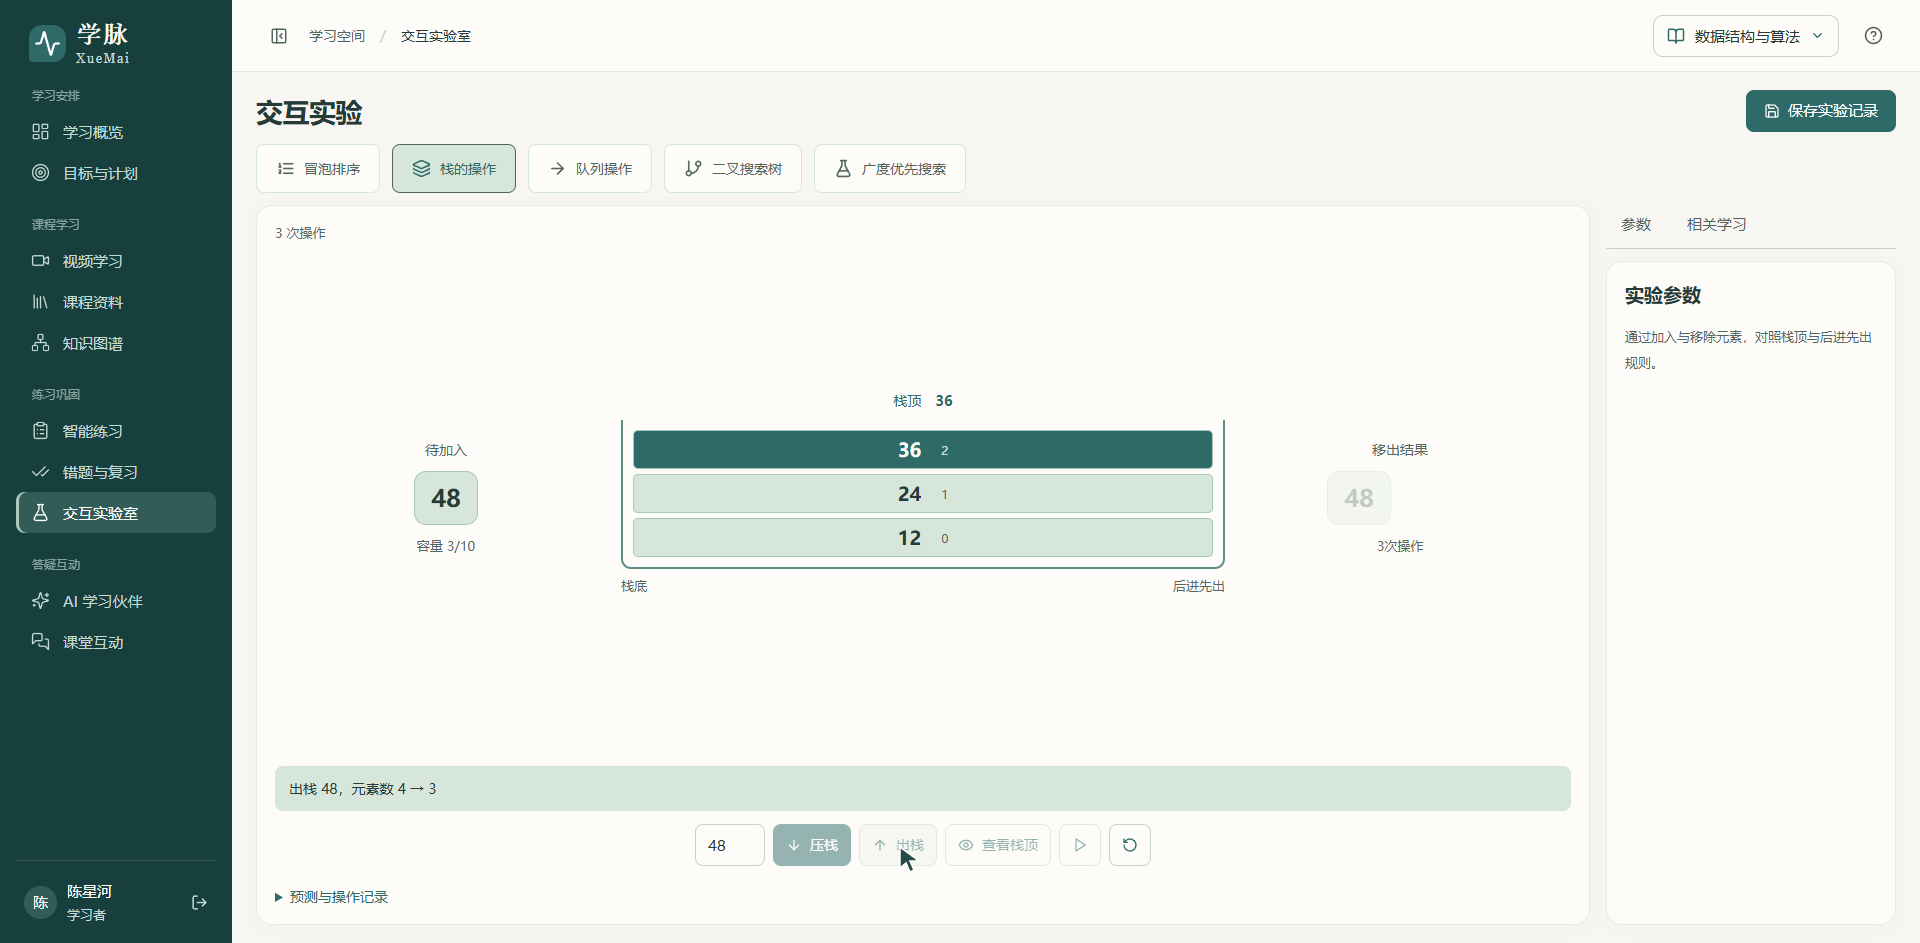 学脉
XueMai
学习安排
学习概览
目标与计划
课程学习
视频学习
课程资料
知识图谱
练习巩固
智能练习
错题与复习
交互实验室
答疑互动
AI 学习伙伴
课堂互动
陈
陈星河
学习者
学习空间 / 交互实验室
数据结构与算法
交互实验
保存实验记录
冒泡排序
栈的操作
队列操作
二叉搜索树
广度优先搜索
3 次操作
栈顶 36
待加入
48
容量 3/10
36 2
24 1
12 0
栈底
后进先出
移出结果
48
3次操作
出栈 48，元素数 4 → 3
48
压栈
出栈
查看栈顶
预测与操作记录
参数
相关学习
实验参数
通过加入与移除元素，对照栈顶与后进先出
规则。